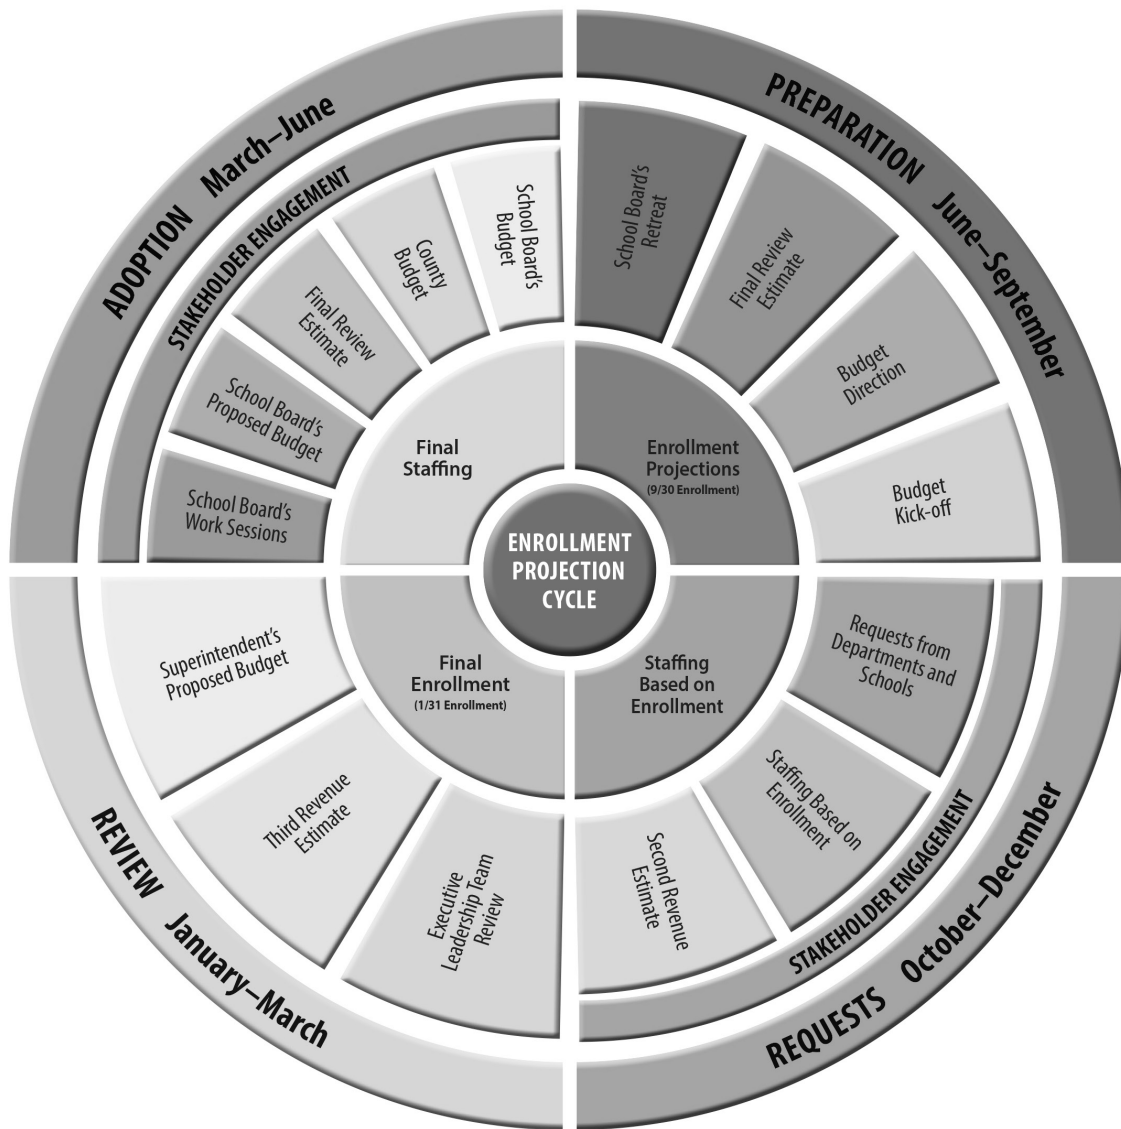 PREPARATION June–September
School Board's
Retreat
Final Review
Estimate
Budget
Direction
Budget
Kick-off
Enrollment
Projections
(9/30 Enrollment)
REQUESTS October–December
STAKEHOLDER ENGAGEMENT
Requests from
Departments and
Schools
Staffing Based on
Enrollment
Second Revenue
Estimate
Staffing
Based on
Enrollment
REVIEW January–March
Executive
Leadership Team
Review
Third Revenue
Estimate
Superintendent's
Proposed Budget
Final
Enrollment
(1/31 Enrollment)
ADOPTION March–June
STAKEHOLDER ENGAGEMENT
School Board's
Work Sessions
School Board's
Proposed Budget
Final Review
Estimate
County
Budget
School Board's
Budget
Final
Staffing
ENROLLMENT
PROJECTION
CYCLE